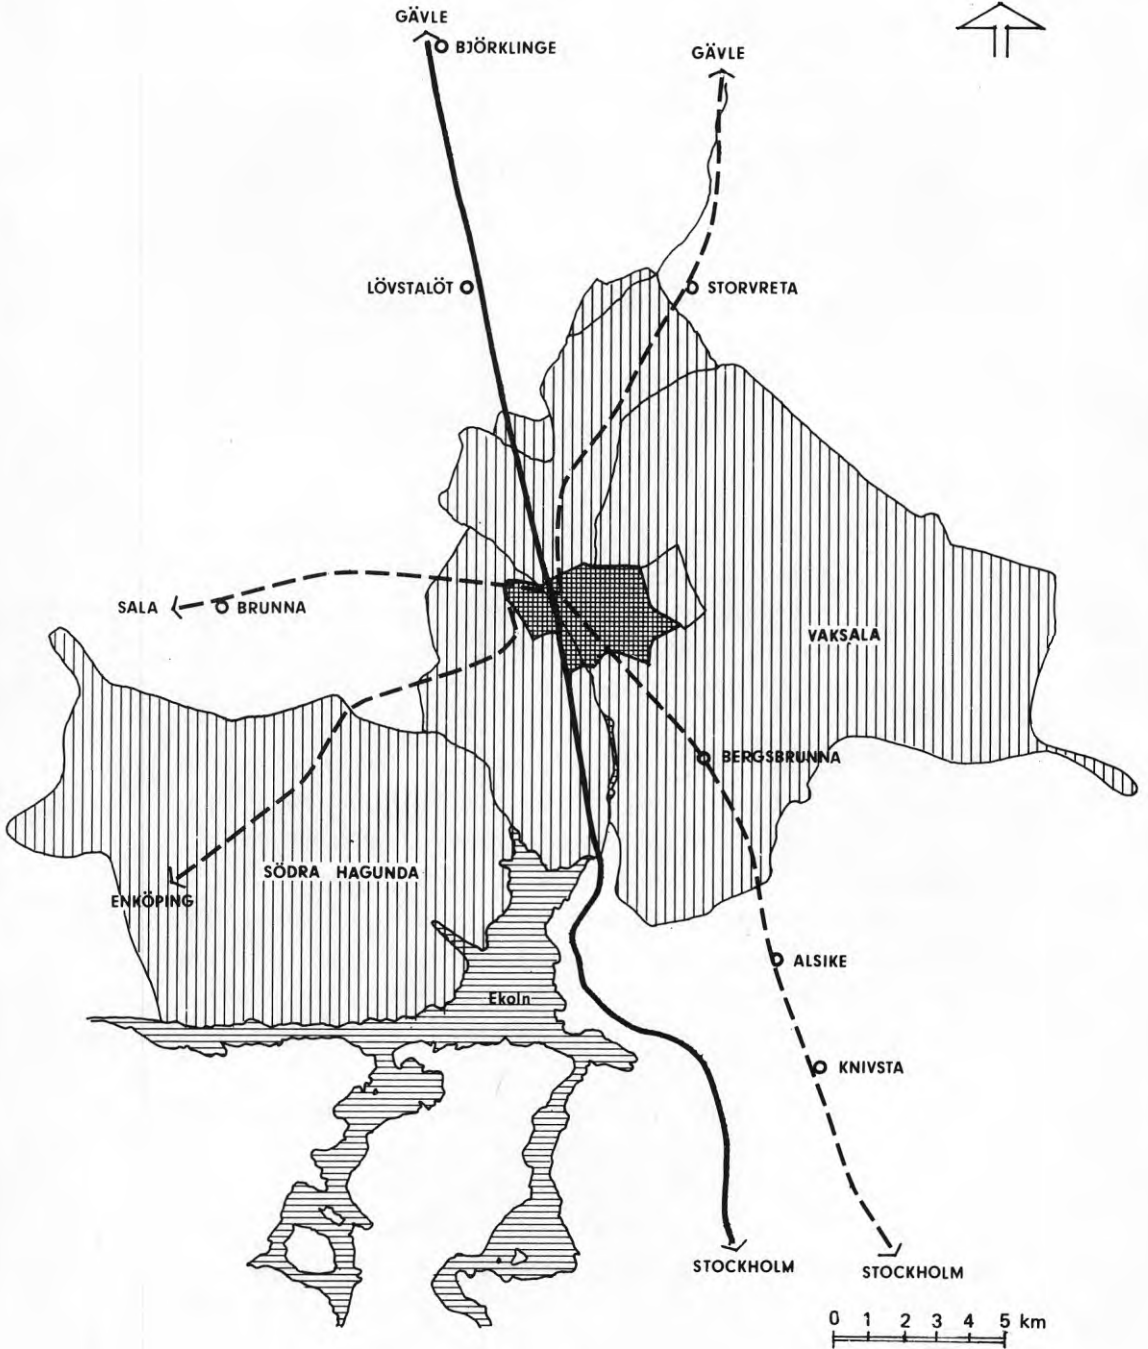 GÄVLE
BJÖRKLINGE
GÄVLE
LÖVSTALÖT
STORVRETA
SALA
BRUNNA
VAKSALA
BERGSBRUNNA
SÖDRA HAGUNDA
ENKÖPING
ALSIKE
Ekoln
KNIVSTA
STOCKHOLM
STOCKHOLM
0 1 2 3 4 5 km